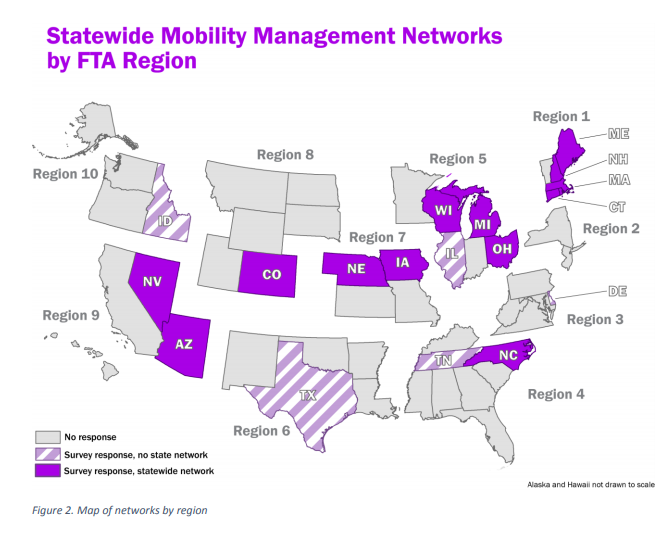 Statewide Mobility Management Networks
by FTA Region
Region 1
ME
NH
MA
CT
Region 8
Region 5
Region 10
ID
WI
MI
Region 2
Region 7
IL
OH
NE
IA
CO
NV
DE
Region 9
Region 3
AZ
TN
NC
TX
Region 4
Region 6
No response
Survey response, no state network
Survey response, statewide network
Alaska and Hawaii not drawn to scale
Figure 2. Map of networks by region